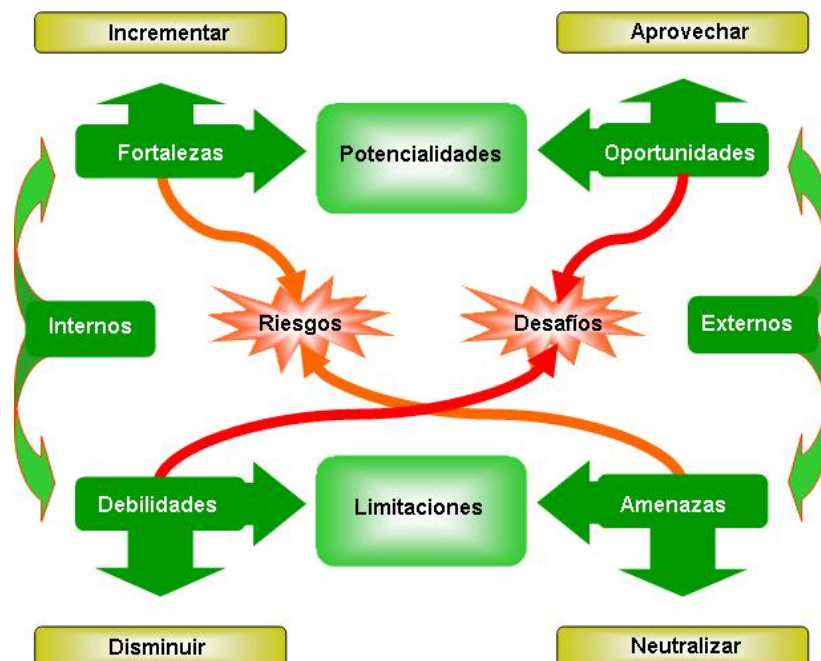 Incrementar
Aprovechar
Fortalezas
Potencialidades
Oportunidades
Internos
Riesgos
Desafíos
Externos
Debilidades
Limitaciones
Amenazas
Disminuir
Neutralizar